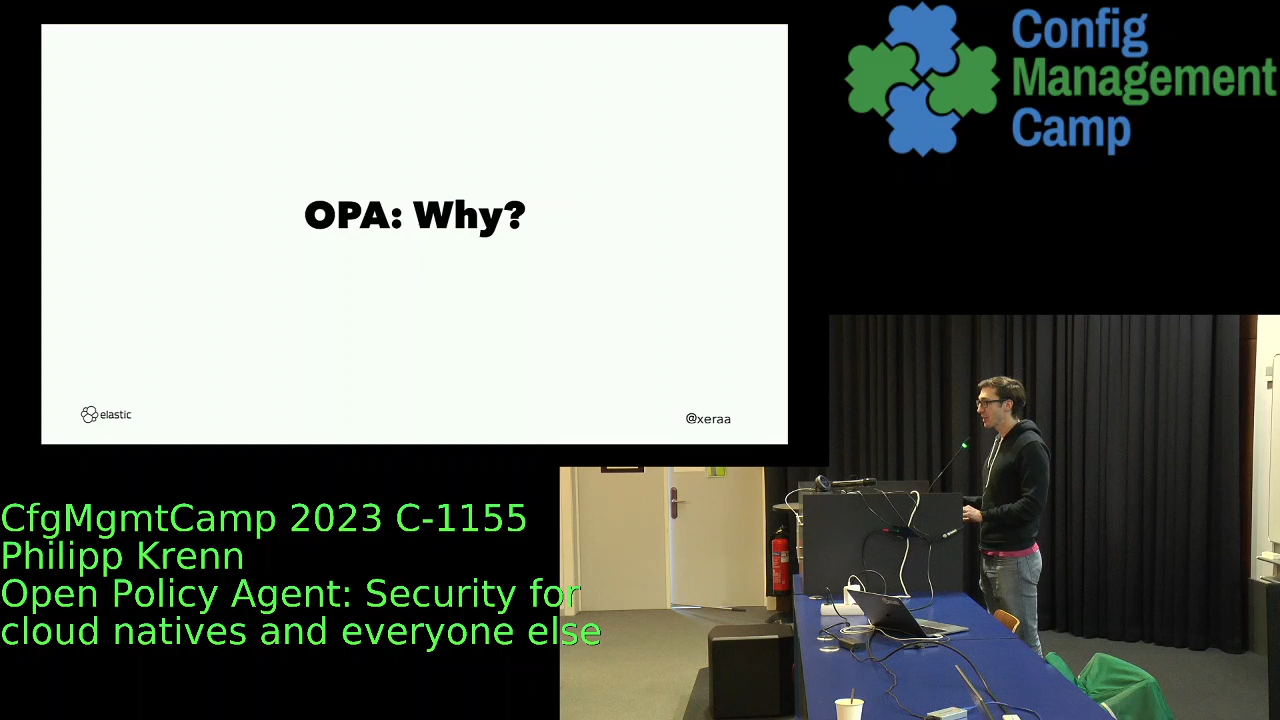 OPA: Why?
elastic
@xeraa
Config
Management
Camp
CfgMgmtCamp 2023 C-1155
Philipp Krenn
Open Policy Agent: Security for
cloud natives and everyone else